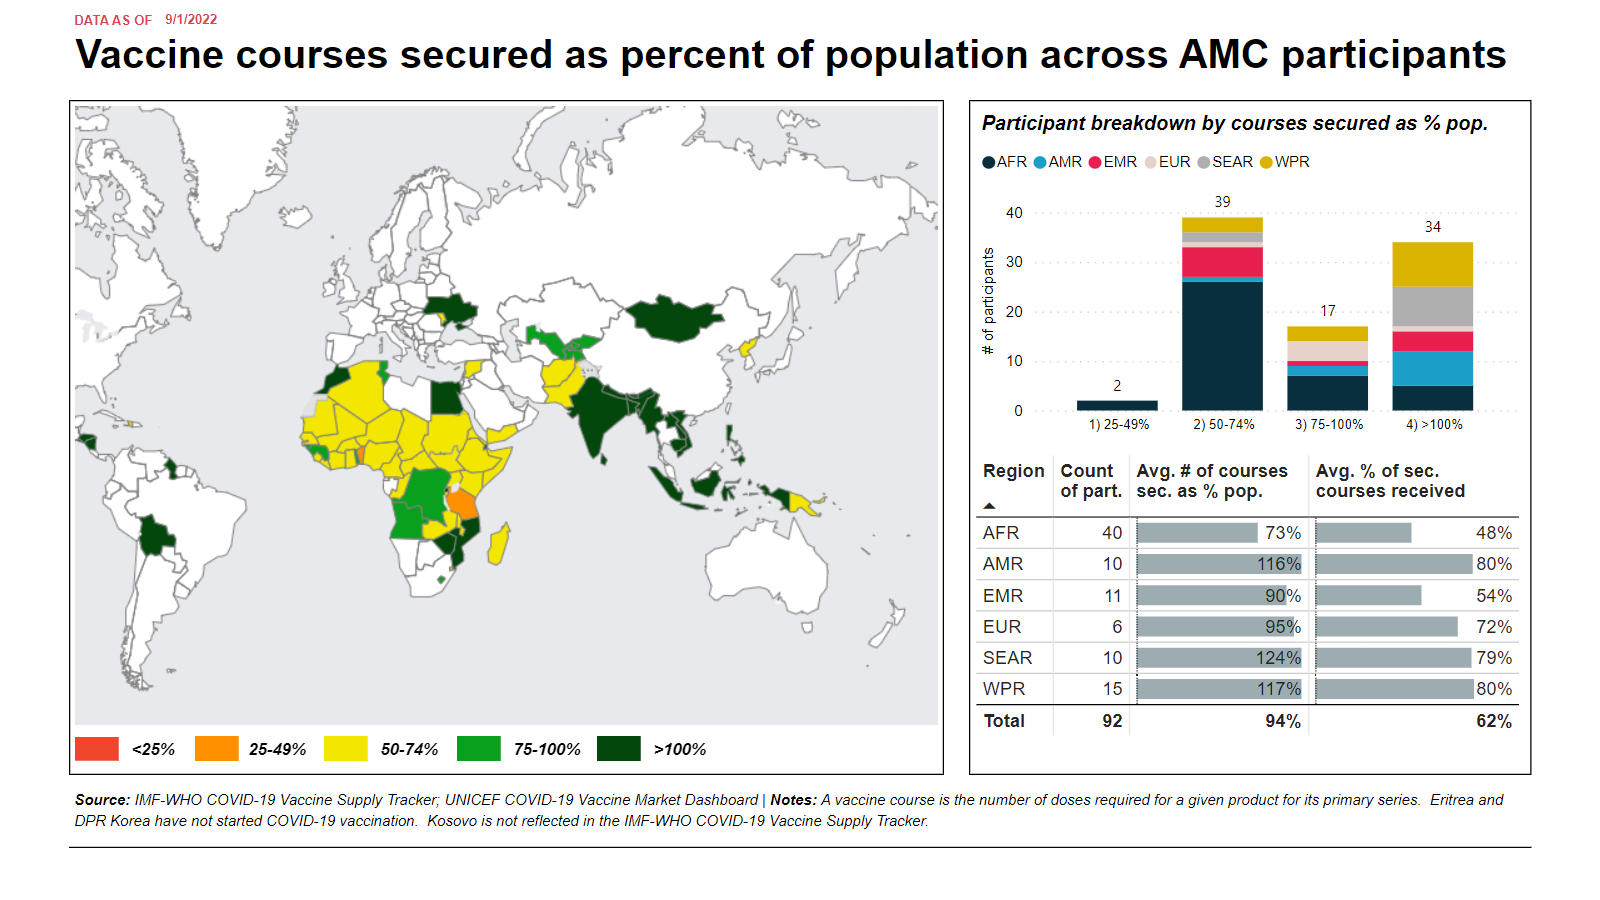 DATA AS OF 9/1/2022
Vaccine courses secured as percent of population across AMC participants
<25% 25-49% 50-74% 75-100% >100%
Participant breakdown by courses secured as % pop.
AFR AMR EMR EUR SEAR WPR
# of participants
40
30
20
10
0
2
39
17
34
1) 25-49% 2) 50-74% 3) 75-100% 4) >100%
Region Count of part. Avg. # of courses sec. as % pop. Avg. % of sec. courses received
AFR 40 73% 48%
AMR 10 116% 80%
EMR 11 90% 54%
EUR 6 95% 72%
SEAR 10 124% 79%
WPR 15 117% 80%
Total 92 94% 62%
Source: IMF-WHO COVID-19 Vaccine Supply Tracker; UNICEF COVID-19 Vaccine Market Dashboard | Notes: A vaccine course is the number of doses required for a given product for its primary series. Eritrea and
DPR Korea have not started COVID-19 vaccination. Kosovo is not reflected in the IMF-WHO COVID-19 Vaccine Supply Tracker.